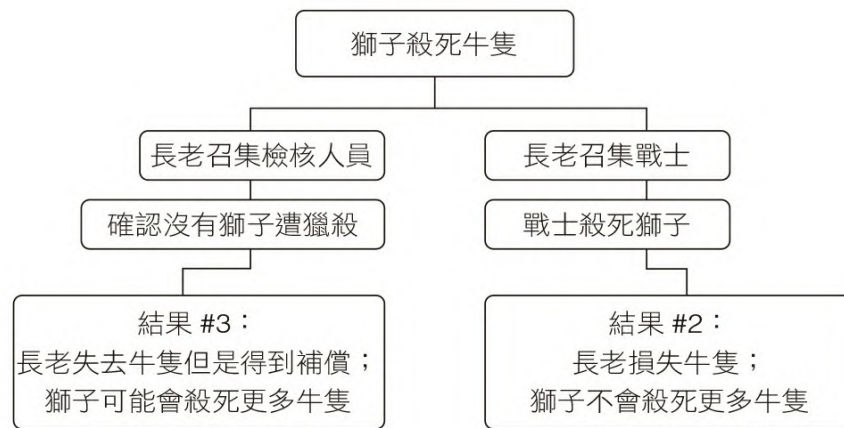 獅子殺死牛隻
長老召集檢核人員
長老召集戰士
確認沒有獅子遭獵殺
戰士殺死獅子
結果 #3：
長老失去牛隻但是得到補償；
獅子可能會殺死更多牛隻
結果 #2：
長老損失牛隻；
獅子不會殺死更多牛隻